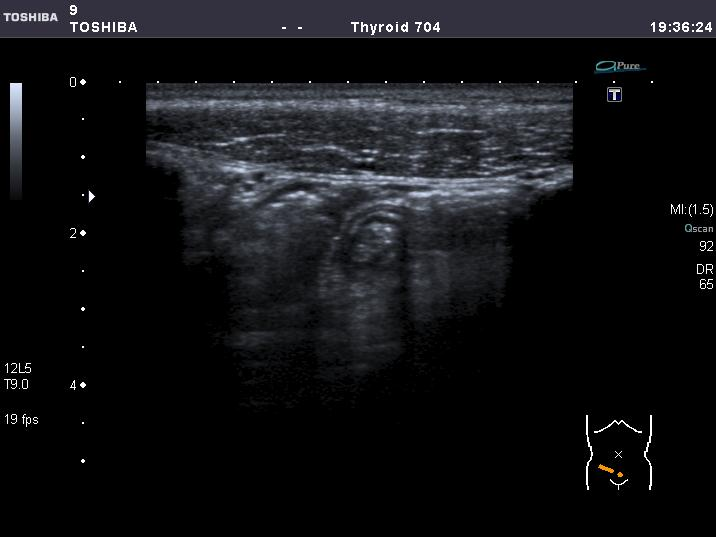 TOSHIBA
9
TOSHIBA
- -
Thyroid 704
19:36:24
aPure
T
0
2
4
MI:(1.5)
Qscan
92
DR
65
12L5
T9.0
19 fps